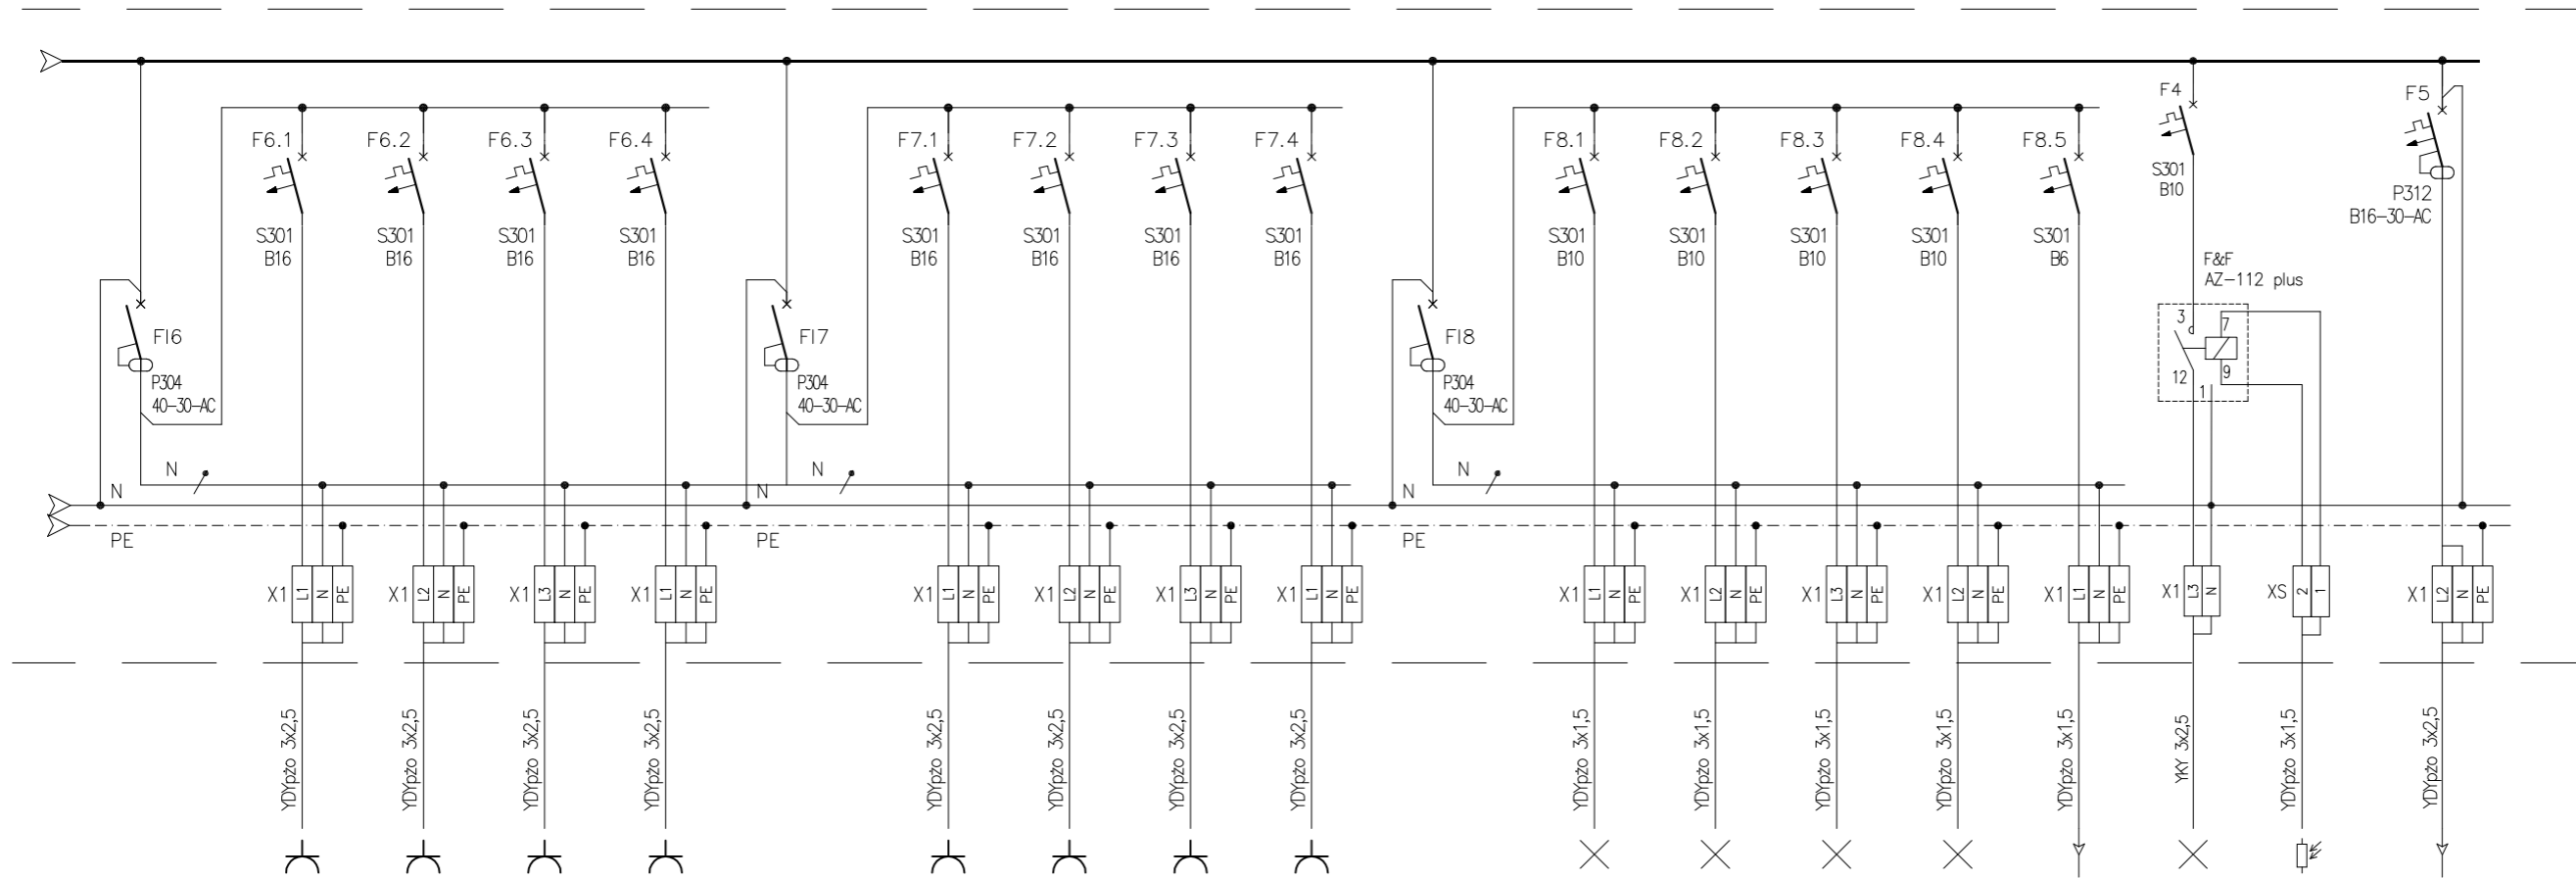 F4
F5
F6.1 F6.2 F6.3 F6.4 F7.1 F7.2 F7.3 F7.4 F8.1 F8.2 F8.3 F8.4 F8.5
S301
B10
P312
B16-30-AC
S301 S301 S301 S301 S301 S301 S301 S301 S301 S301 S301 S301 S301
B16 B16 B16 B16 B16 B16 B16 B16 B10 B10 B10 B10 B6
F&F
AZ-112 plus
3 7
12 9
1
FI6 FI7 FI8
P304 P304 P304
40-30-AC 40-30-AC 40-30-AC
N N N
N N N
PE PE PE
X1 L1 N PE
X1 L2 N PE
X1 L3 N PE
X1 L1 N PE
X1 L1 N PE
X1 L2 N PE
X1 L3 N PE
X1 L1 N PE
X1 L1 N PE
X1 L2 N PE
X1 L3 N PE
X1 L2 N PE
X1 L1 N PE
X1 L3 N
XS 2 1
X1 L2 N PE
YDYpżo 3x2,5
YDYpżo 3x2,5
YDYpżo 3x2,5
YDYpżo 3x2,5
YDYpżo 3x2,5
YDYpżo 3x2,5
YDYpżo 3x2,5
YDYpżo 3x2,5
YDYpżo 3x1,5
YDYpżo 3x1,5
YDYpżo 3x1,5
YDYpżo 3x1,5
YDYpżo 3x1,5
YKY 3x2,5
YDYpżo 3x1,5
YDYpżo 3x2,5